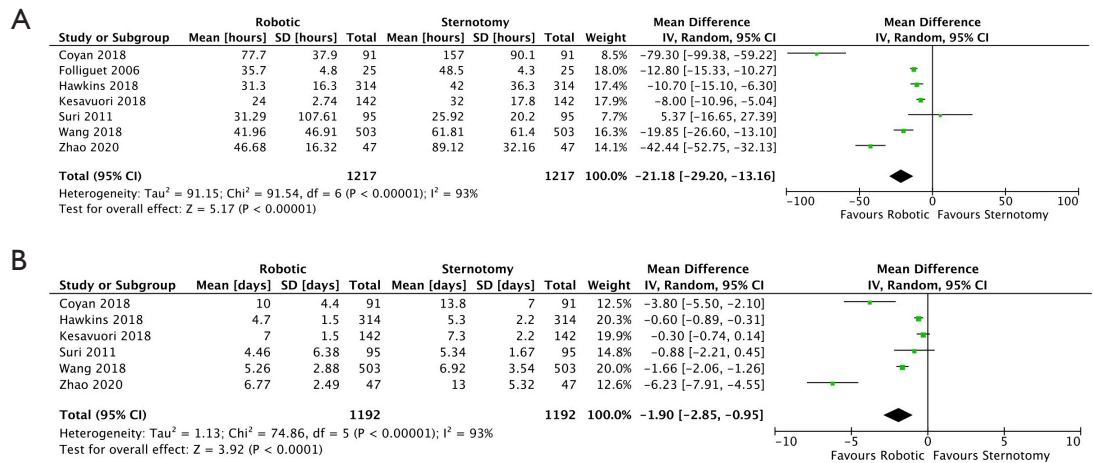 A
Robotic Sternotomy Mean Difference Mean Difference
Study or Subgroup Mean [hours] SD [hours] Total Mean [hours] SD [hours] Total Weight IV, Random, 95% CI IV, Random, 95% CI
Coyan 2018 77.7 37.9 91 157 90.1 91 8.5% −79.30 [−99.38, −59.22]
Folliguet 2006 35.7 4.8 25 48.5 4.3 25 18.0% −12.80 [−15.33, −10.27]
Hawkins 2018 31.3 16.3 314 42 36.3 314 17.4% −10.70 [−15.10, −6.30]
Kesavuori 2018 24 2.74 142 32 17.8 142 17.9% −8.00 [−10.96, −5.04]
Suri 2011 31.29 107.61 95 25.92 20.2 95 7.7% 5.37 [−16.65, 27.39]
Wang 2018 41.96 46.91 503 61.81 61.4 503 16.3% −19.85 [−26.60, −13.10]
Zhao 2020 46.68 16.32 47 89.12 32.16 47 14.1% −42.44 [−52.75, −32.13]
Total (95% CI) 1217 1217 100.0% −21.18 [−29.20, −13.16]
Heterogeneity: Tau² = 91.15; Chi² = 91.54, df = 6 (P < 0.00001); I² = 93%
Test for overall effect: Z = 5.17 (P < 0.00001)
−100 −50 0 50 100
Favours Robotic Favours Sternotomy
B
Robotic Sternotomy Mean Difference Mean Difference
Study or Subgroup Mean [days] SD [days] Total Mean [days] SD [days] Total Weight IV, Random, 95% CI IV, Random, 95% CI
Coyan 2018 10 4.4 91 13.8 7 91 12.5% −3.80 [−5.50, −2.10]
Hawkins 2018 4.7 1.5 314 5.3 2.2 314 20.3% −0.60 [−0.89, −0.31]
Kesavuori 2018 7 1.5 142 7.3 2.2 142 19.9% −0.30 [−0.74, 0.14]
Suri 2011 4.46 6.38 95 5.34 1.67 95 14.8% −0.88 [−2.21, 0.45]
Wang 2018 5.26 2.88 503 6.92 3.54 503 20.0% −1.66 [−2.06, −1.26]
Zhao 2020 6.77 2.49 47 13 5.32 47 12.6% −6.23 [−7.91, −4.55]
Total (95% CI) 1192 1192 100.0% −1.90 [−2.85, −0.95]
Heterogeneity: Tau² = 1.13; Chi² = 74.86, df = 5 (P < 0.00001); I² = 93%
Test for overall effect: Z = 3.92 (P < 0.0001)
−10 −5 0 5 10
Favours Robotic Favours Sternotomy